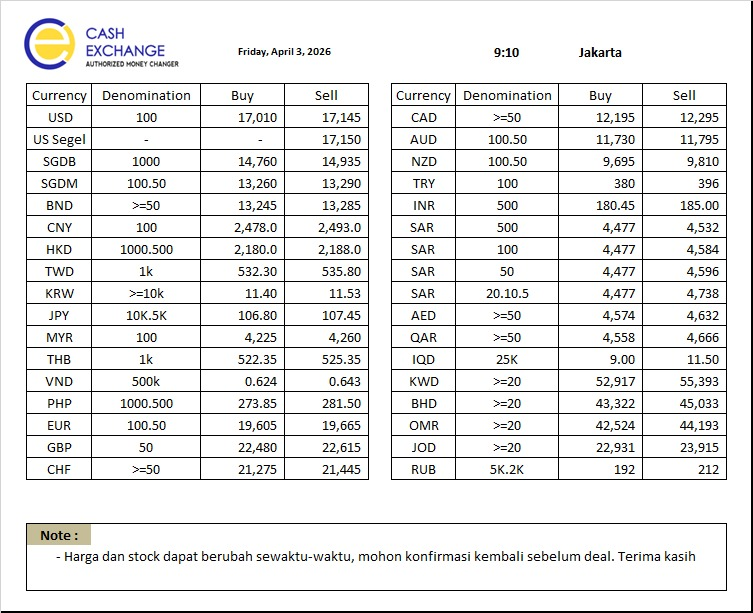 CASH
EXCHANGE
AUTHORIZED MONEY CHANGER
Friday, April 3, 2026 9:10 Jakarta
Currency Denomination Buy Sell
USD 100 17,010 17,145
US Segel - - 17,150
SGDB 1000 14,760 14,935
SGDM 100.50 13,260 13,290
BND >=50 13,245 13,285
CNY 100 2,478.0 2,493.0
HKD 1000.500 2,180.0 2,188.0
TWD 1k 532.30 535.80
KRW >=10k 11.40 11.53
JPY 10K.5K 106.80 107.45
MYR 100 4,225 4,260
THB 1k 522.35 525.35
VND 500k 0.624 0.643
PHP 1000.500 273.85 281.50
EUR 100.50 19,605 19,665
GBP 50 22,480 22,615
CHF >=50 21,275 21,445
Currency Denomination Buy Sell
CAD >=50 12,195 12,295
AUD 100.50 11,730 11,795
NZD 100.50 9,695 9,810
TRY 100 380 396
INR 500 180.45 185.00
SAR 500 4,477 4,532
SAR 100 4,477 4,584
SAR 50 4,477 4,596
SAR 20.10.5 4,477 4,738
AED >=50 4,574 4,632
QAR >=50 4,558 4,666
IQD 25K 9.00 11.50
KWD >=20 52,917 55,393
BHD >=20 43,322 45,033
OMR >=20 42,524 44,193
JOD >=20 22,931 23,915
RUB 5K.2K 192 212
Note :
- Harga dan stock dapat berubah sewaktu-waktu, mohon konfirmasi kembali sebelum deal. Terima kasih